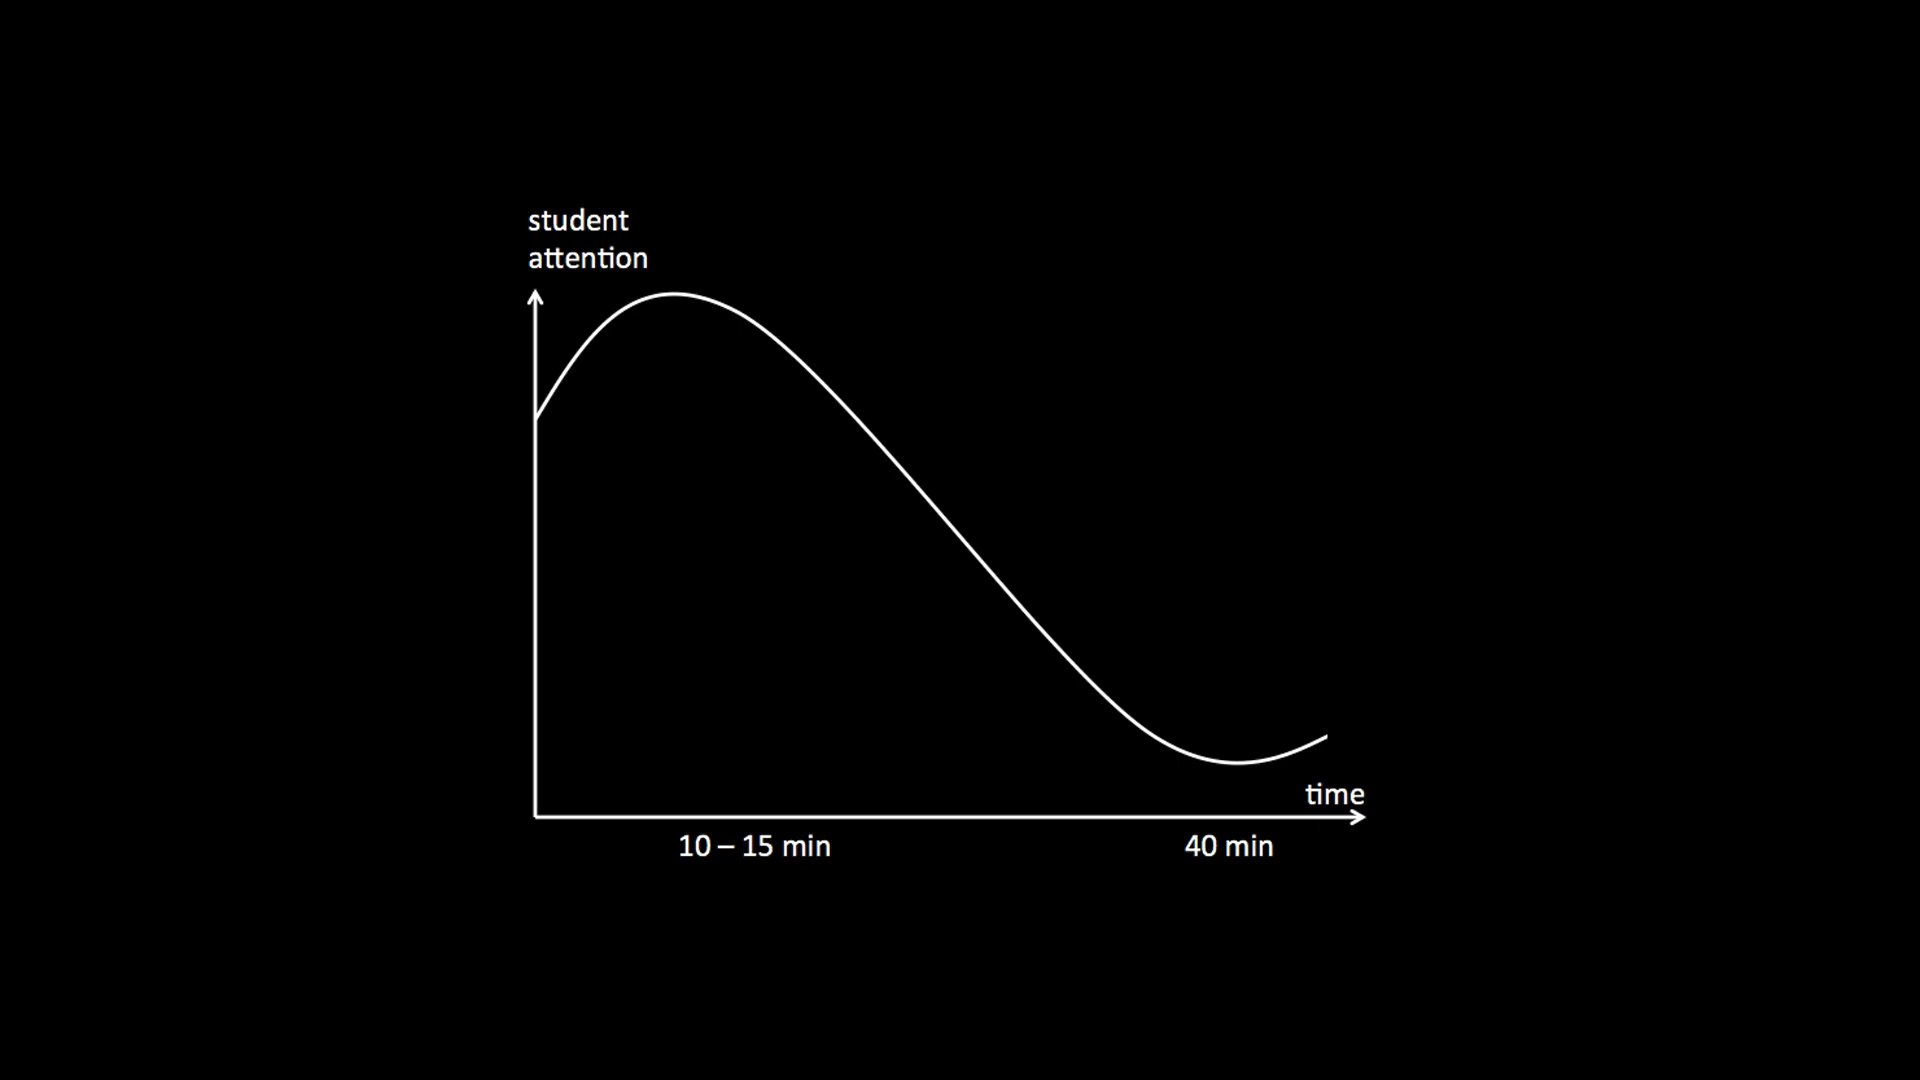 student
attention
time
10 – 15 min
40 min